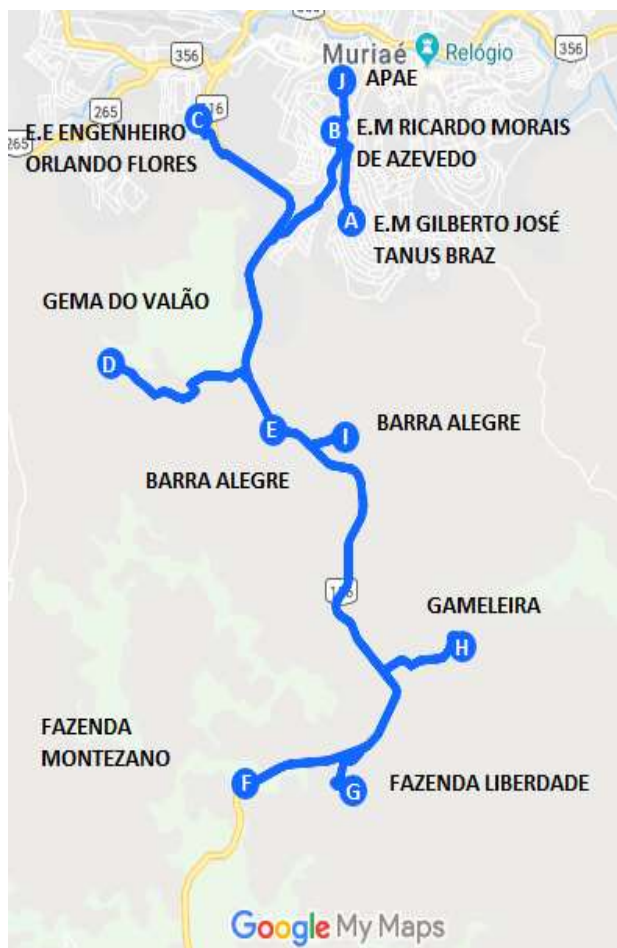 356
Muriaé
Relógio
356
J
APAE
265
116
C
B
E.E ENGENHEIRO
ORLANDO FLORES
265
E.M RICARDO MORAIS
DE AZEVEDO
A
E.M GILBERTO JOSÉ
TANUS BRAZ
GEMA DO VALÃO
D
E
I
BARRA ALEGRE
BARRA ALEGRE
116
GAMELEIRA
H
FAZENDA
MONTEZANO
F
G
FAZENDA LIBERDADE
Google My Maps